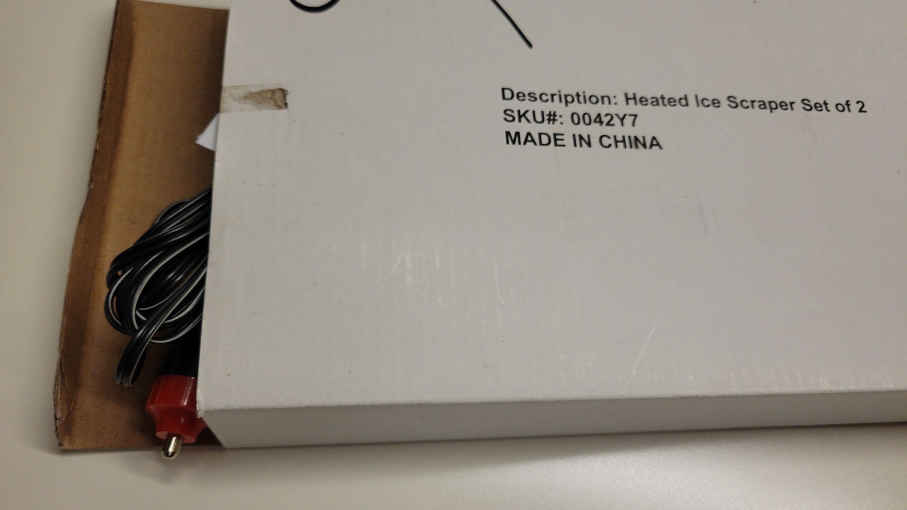 Description: Heated Ice Scraper Set of 2
SKU#: 0042Y7
MADE IN CHINA